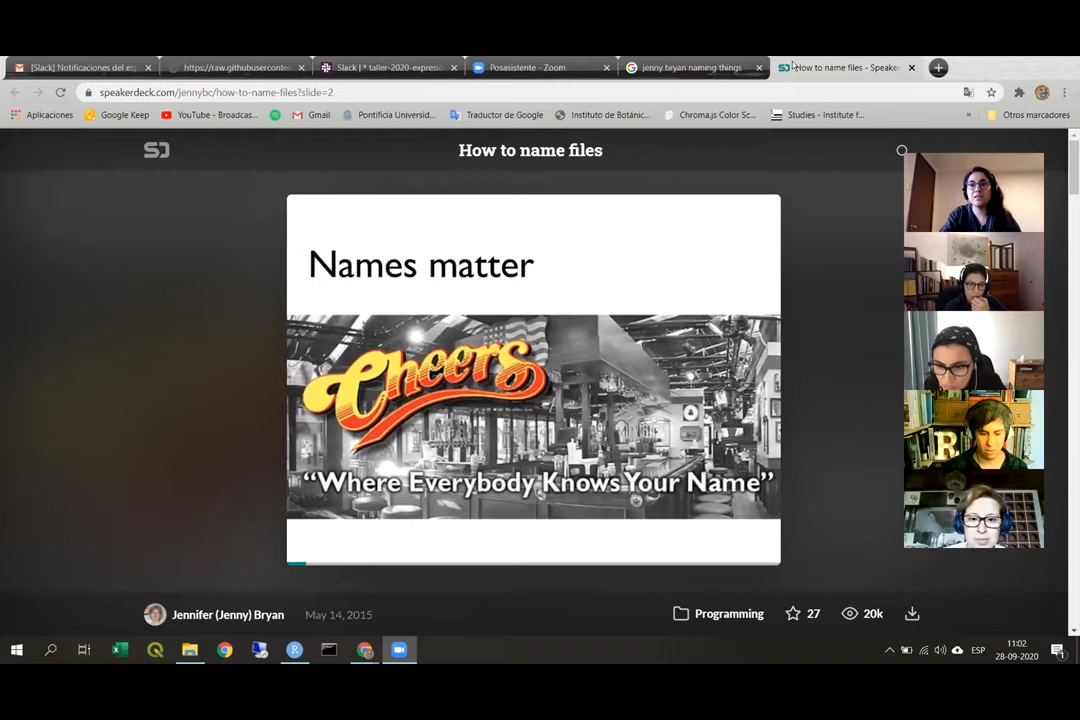 [Slack] Notificaciones del es
https://raw.githubuserconte
Slack | * taller-2020-expresio
Posasistente - Zoom
jenny bryan naming things
How to name files - Speake
speakerdeck.com/jennybc/how-to-name-files?slide=2
Aplicaciones
Google Keep
YouTube - Broadcas...
Gmail
Pontificia Universid...
Traductor de Google
Instituto de Botánic...
Chroma.js Color Sc...
Studies – Institute f...
»
Otros marcadores
How to name files
Names matter
Cheers
“Where Everybody Knows Your Name”
Jennifer (Jenny) Bryan
May 14, 2015
Programming
27
20k
R
ESP
11:02
28-09-2020
1